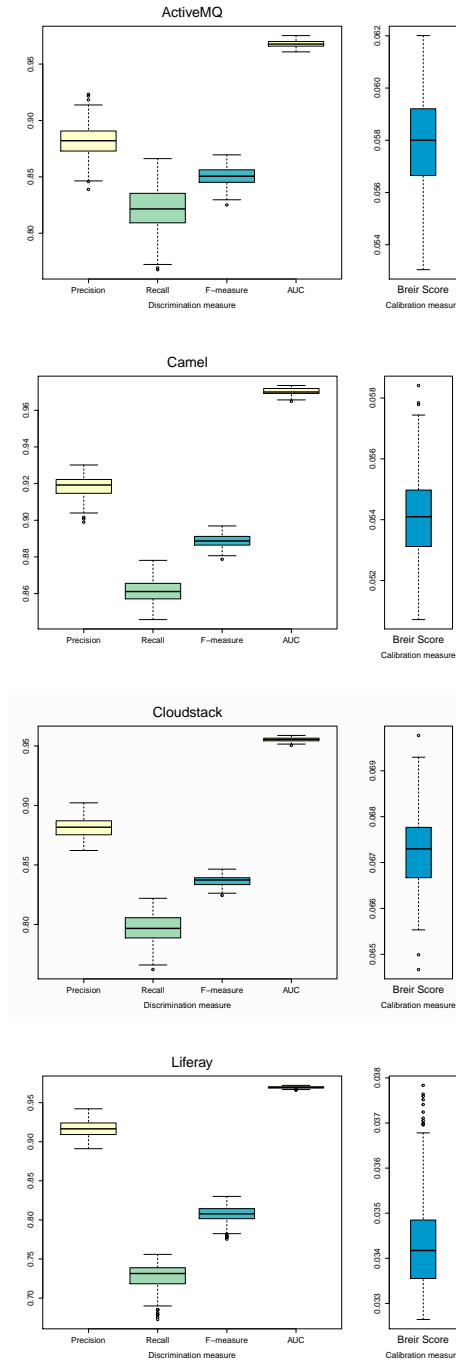 ActiveMQ
0.95
0.90
0.85
0.80
Precision Recall F−measure AUC
Discrimination measure
0.062
0.060
0.058
0.056
0.054
Breir Score
Calibration measure
Camel
0.96
0.94
0.92
0.90
0.88
0.86
Precision Recall F−measure AUC
0.058
0.056
0.054
0.052
Breir Score
Calibration measure
Cloudstack
0.95
0.90
0.85
0.80
Precision Recall F−measure AUC
Discrimination measure
0.069
0.068
0.067
0.066
0.065
Breir Score
Calibration measure
Liferay
0.95
0.90
0.85
0.80
0.75
0.70
Precision Recall F−measure AUC
Discrimination measure
0.038
0.037
0.036
0.035
0.034
0.033
Breir Score
Calibration measure